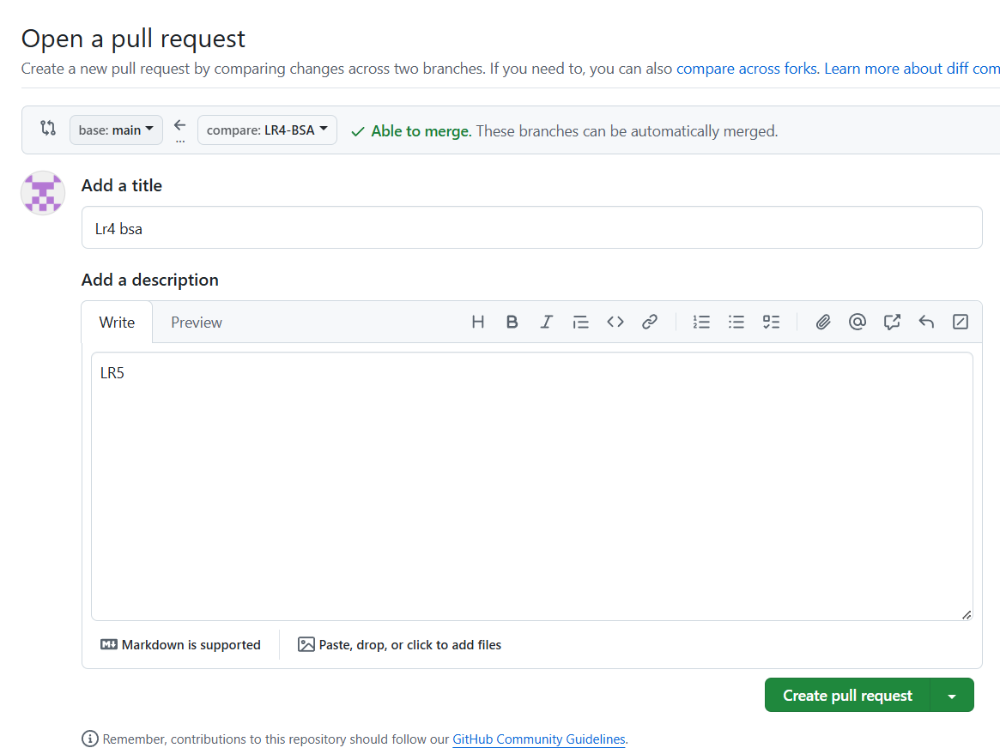 Open a pull request
Create a new pull request by comparing changes across two branches. If you need to, you can also compare across forks. Learn more about diff com
base: main ... compare: LR4-BSA Able to merge. These branches can be automatically merged.
Add a title
Lr4 bsa
Add a description
Write Preview H B I
LR5
Markdown is supported Paste, drop, or click to add files
Create pull request
Remember, contributions to this repository should follow our GitHub Community Guidelines.